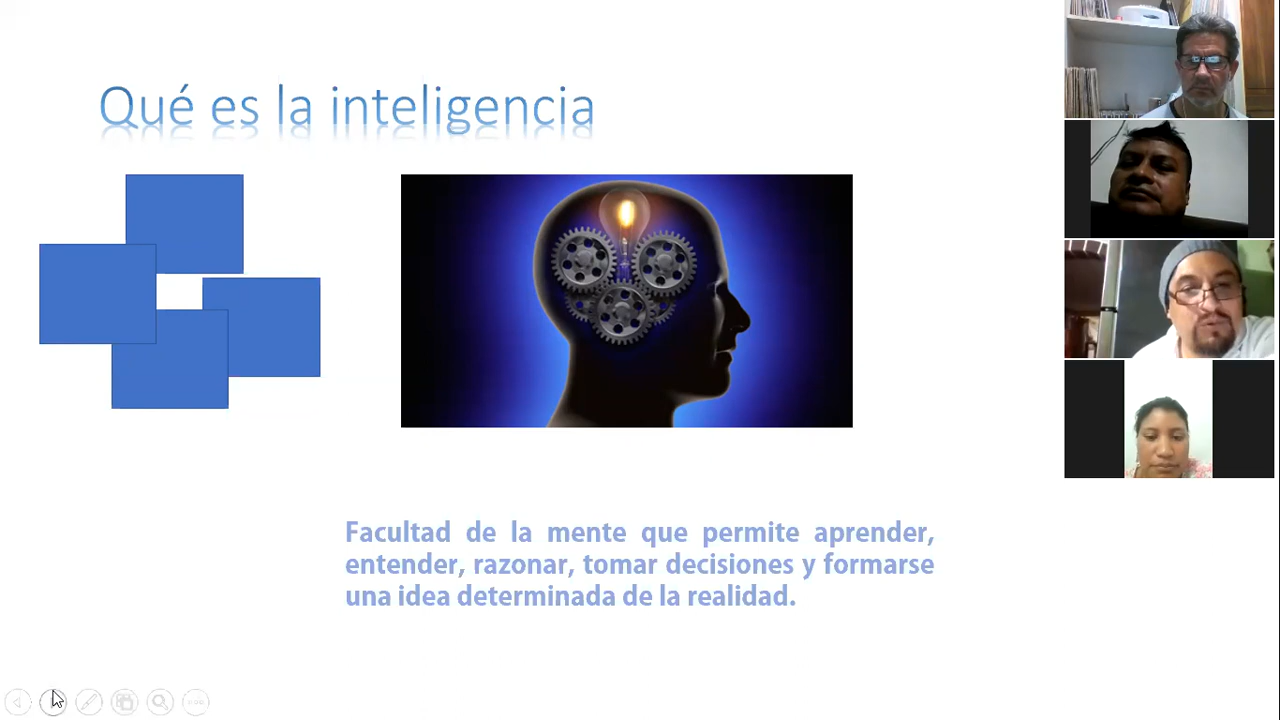 Qué es la inteligencia
Facultad de la mente que permite aprender,
entender, razonar, tomar decisiones y formarse
una idea determinada de la realidad.